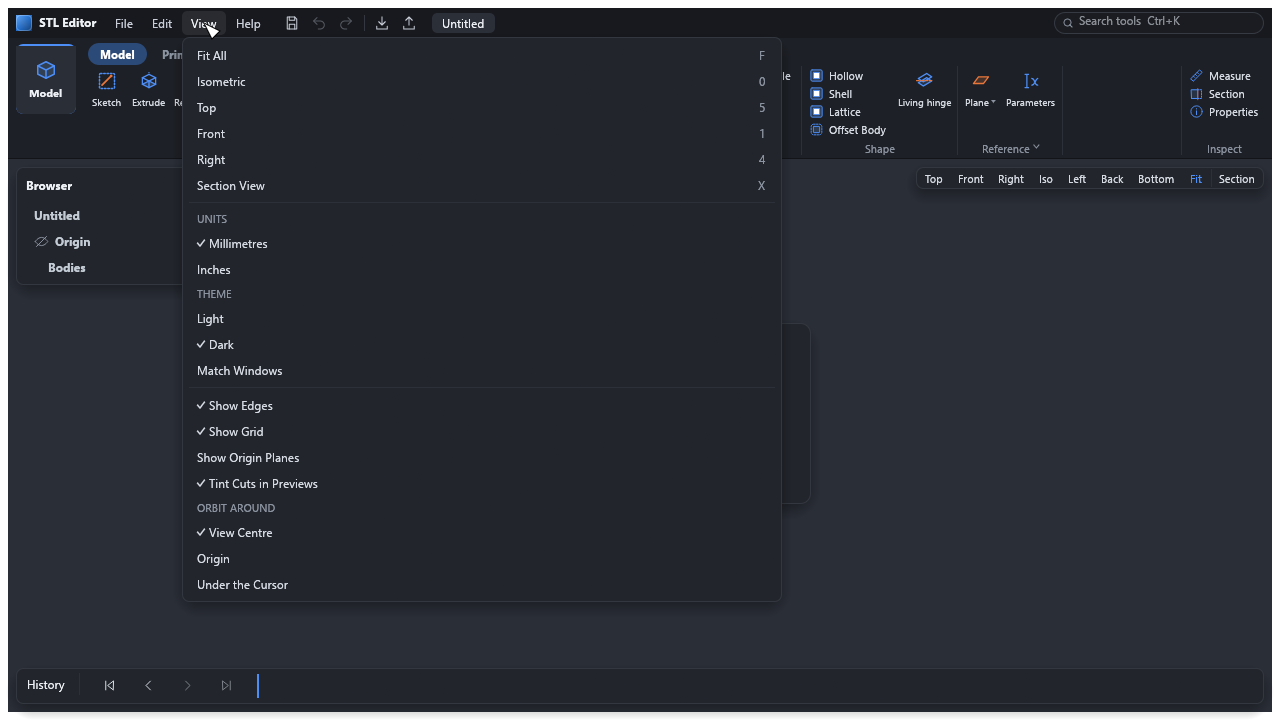 STL Editor File Edit View Help Untitled Search tools Ctrl+K
Model
Model Prin
Sketch Extrude Re
Fit All F
Isometric 0
Top 5
Front 1
Right 4
Section View X
UNITS
✓ Millimetres
Inches
THEME
Light
✓ Dark
Match Windows
✓ Show Edges
✓ Show Grid
Show Origin Planes
✓ Tint Cuts in Previews
ORBIT AROUND
✓ View Centre
Origin
Under the Cursor
le
Hollow
Shell
Lattice
Offset Body
Living hinge
Shape
Plane Parameters
Reference
Measure
Section
Properties
Inspect
Top Front Right Iso Left Back Bottom Fit Section
Browser
Untitled
Origin
Bodies
History